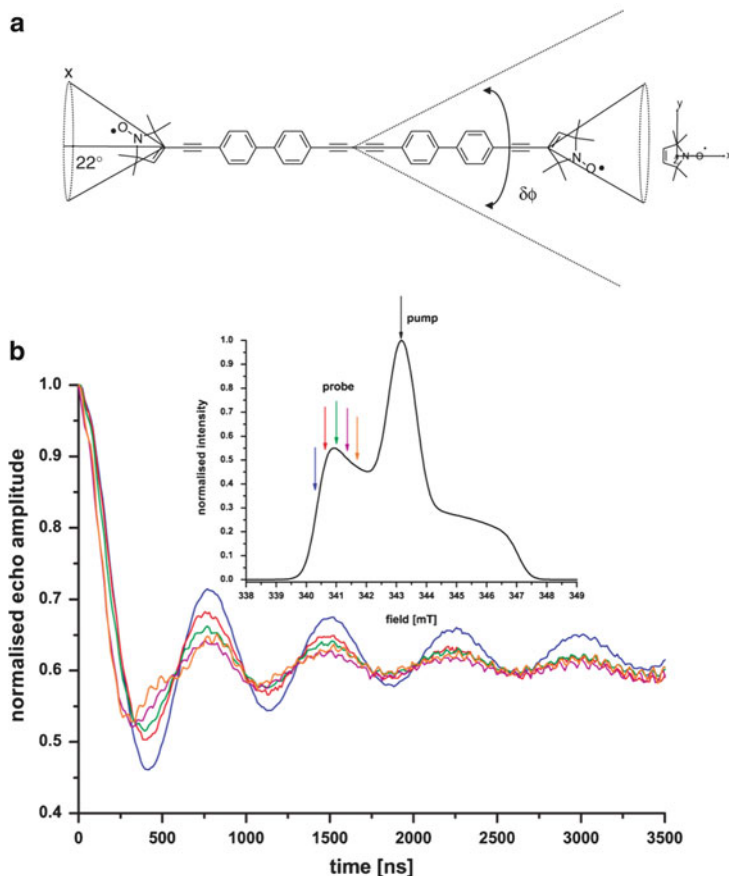 a
x
•O
N
22°
δϕ
N
O•
y
N
O•
x
b
normalised echo amplitude
1.0
0.9
0.8
0.7
0.6
0.5
0.4
0
500
1000
1500
2000
2500
3000
3500
time [ns]
pump
probe
normalised intensity
1.0
0.9
0.8
0.7
0.6
0.5
0.4
0.3
0.2
0.1
0.0
338
339
340
341
342
343
344
345
346
347
348
349
field [mT]